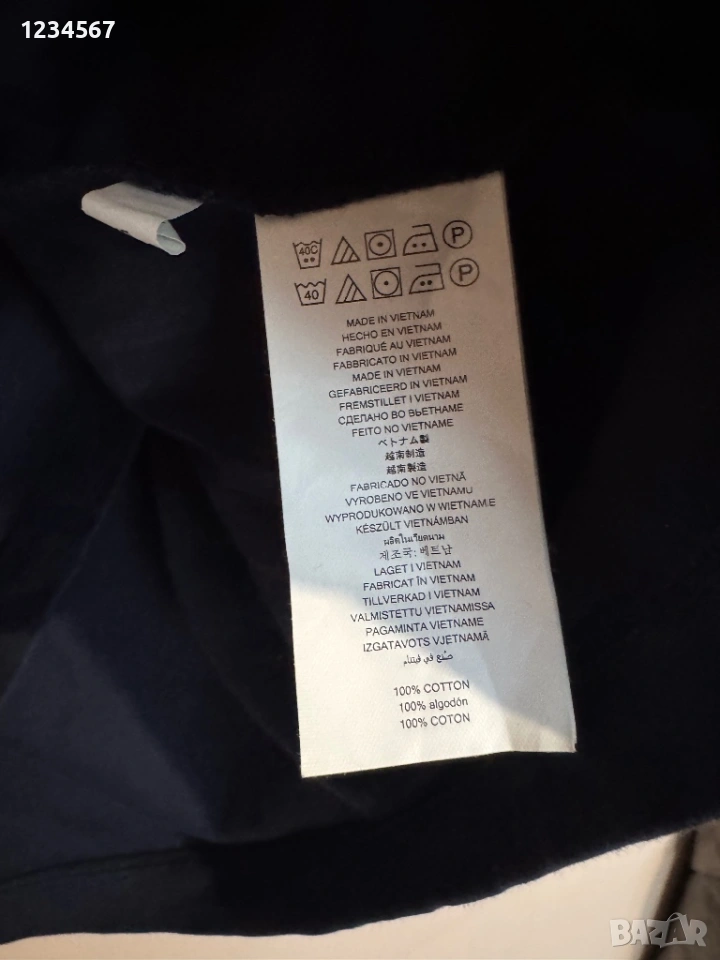 1234567
40C P
40 P
MADE IN VIETNAM
HECHO EN VIETNAM
FABRIQUÉ AU VIETNAM
FABBRICATO IN VIETNAM
MADE IN VIETNAM
GEFABRICEERD IN VIETNAM
FREMSTILLET I VIETNAM
СДЕЛАНО ВО ВЬЕТНАМЕ
FEITO NO VIETNAME
ベトナム製
越南制造
越南製造
FABRICADO NO VIETNÃ
VYROBENO VE VIETNAMU
WYPRODUKOWANO W WIETNAMIE
KÉSZÜLT VIETNÁMBAN
ผลิตในเวียดนาม
제조국: 베트남
LAGET I VIETNAM
FABRICAT ÎN VIETNAM
TILLVERKAD I VIETNAM
VALMISTETTU VIETNAMISSA
PAGAMINTA VIETNAME
IZGATAVOTS VJETNAMĀ
صُنع في فيتنام
100% COTTON
100% algodón
100% COTON
BAZAR